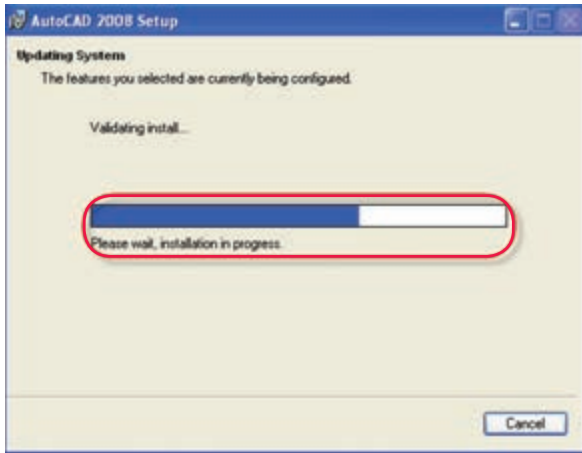 AutoCAD 2008 Setup
Updating System
The features you selected are currently being configured.
Validating install...
Please wait, installation in progress.
Cancel